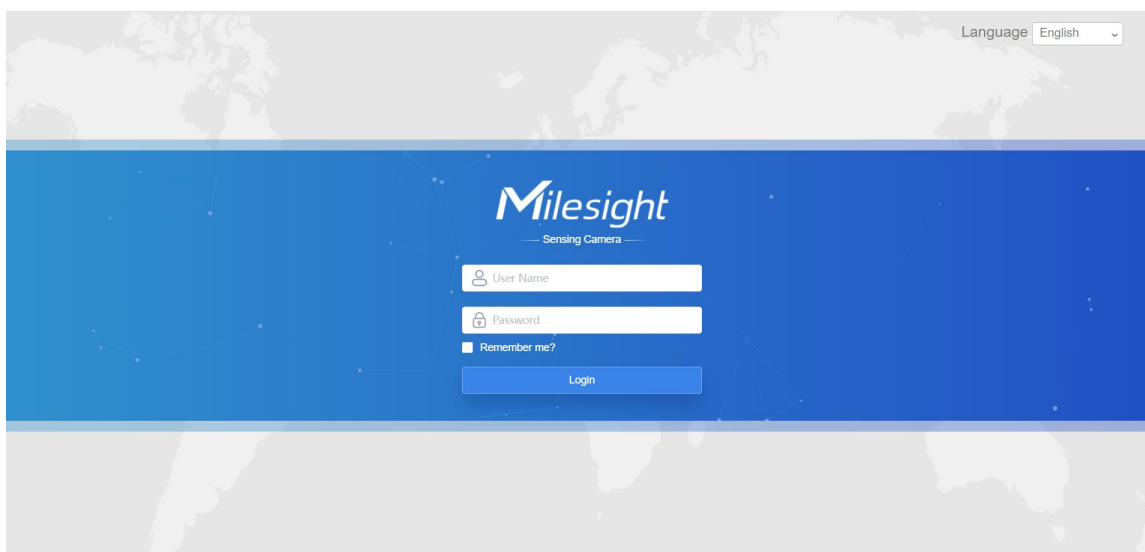 Language English
Milesight
Sensing Camera
User Name
Password
Remember me?
Login